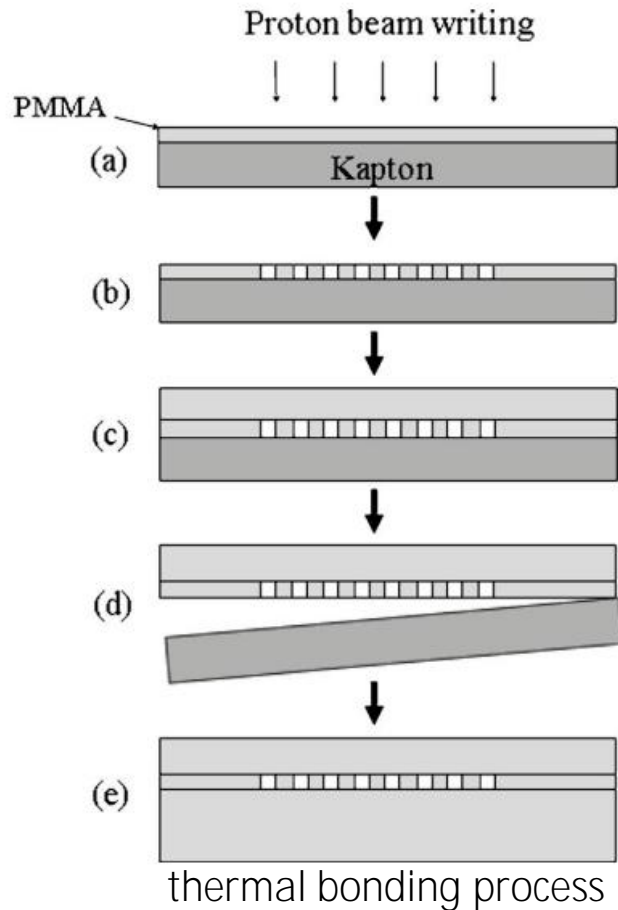 Proton beam writing
PMMA
(a)
Kapton
(b)
(c)
(d)
(e)
thermal bonding process